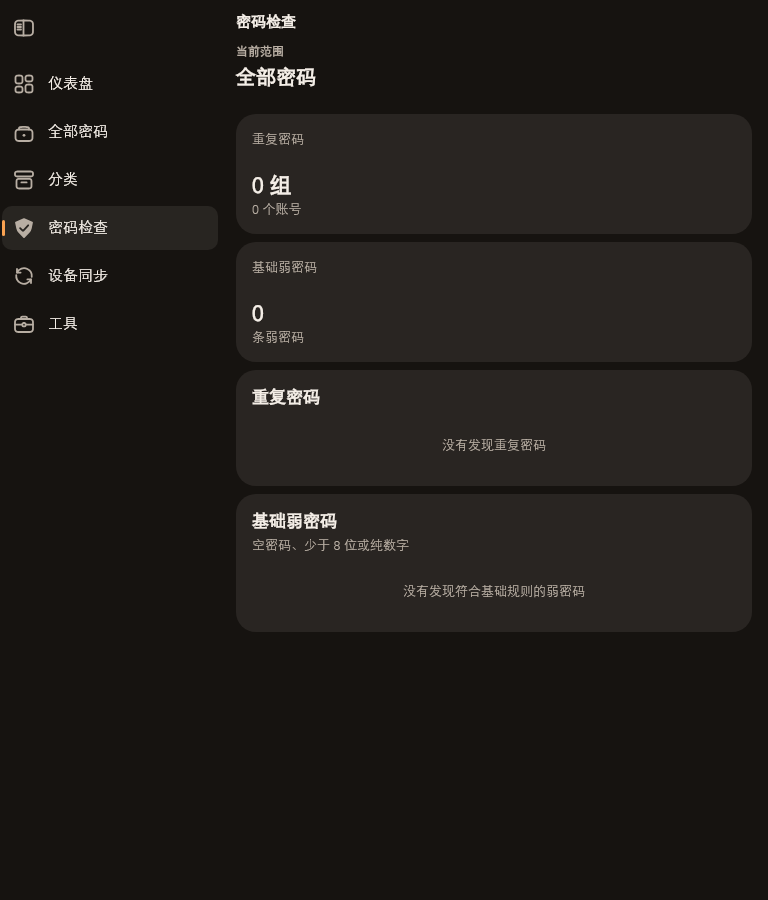 仪表盘
全部密码
分类
密码检查
设备同步
工具
密码检查
当前范围
全部密码
重复密码
0 组
0 个账号
基础弱密码
0
条弱密码
重复密码
没有发现重复密码
基础弱密码
空密码、少于 8 位或纯数字
没有发现符合基础规则的弱密码